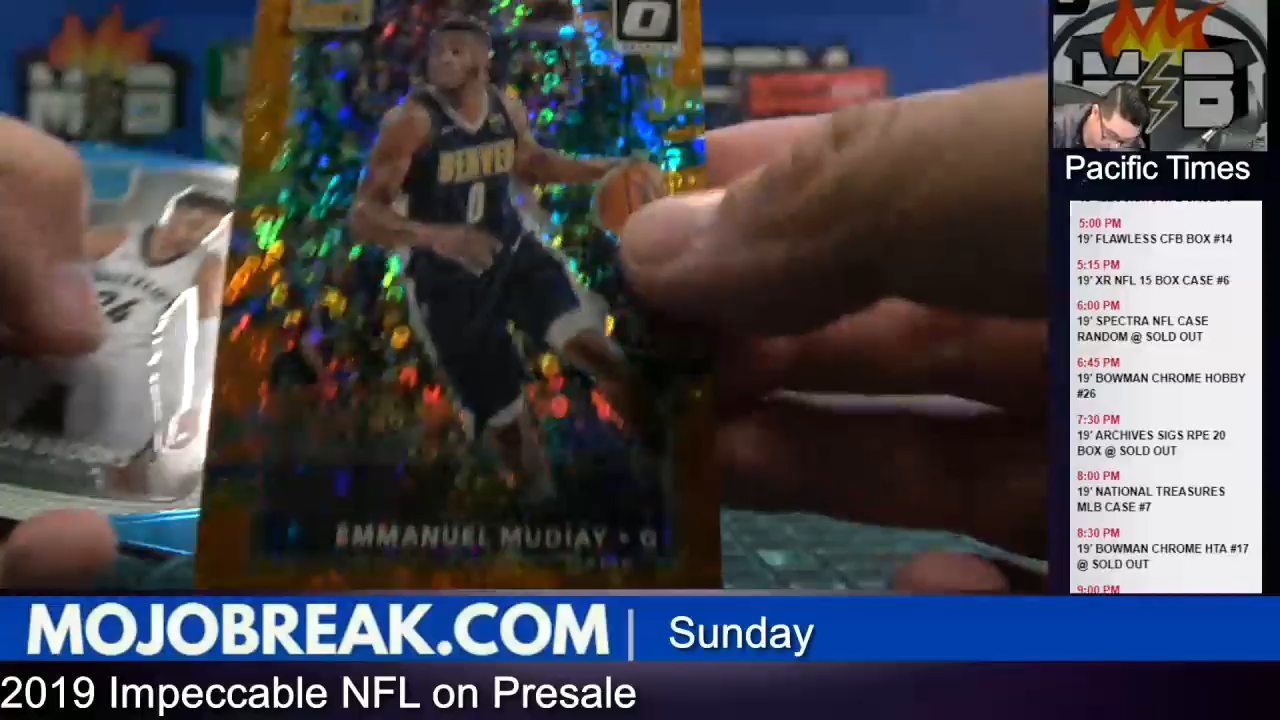 DENVER
0
EMMANUEL MUDIAY • G
M B
Pacific Times
5:00 PM
19' FLAWLESS CFB BOX #14
5:15 PM
19' XR NFL 15 BOX CASE #6
6:00 PM
19' SPECTRA NFL CASE
RANDOM @ SOLD OUT
6:45 PM
19' BOWMAN CHROME HOBBY
#26
7:30 PM
19' ARCHIVES SIGS RPE 20
BOX @ SOLD OUT
8:00 PM
19' NATIONAL TREASURES
MLB CASE #7
8:30 PM
19' BOWMAN CHROME HTA #17
@ SOLD OUT
9:00 PM
MOJOBREAK.COM | Sunday
2019 Impeccable NFL on Presale